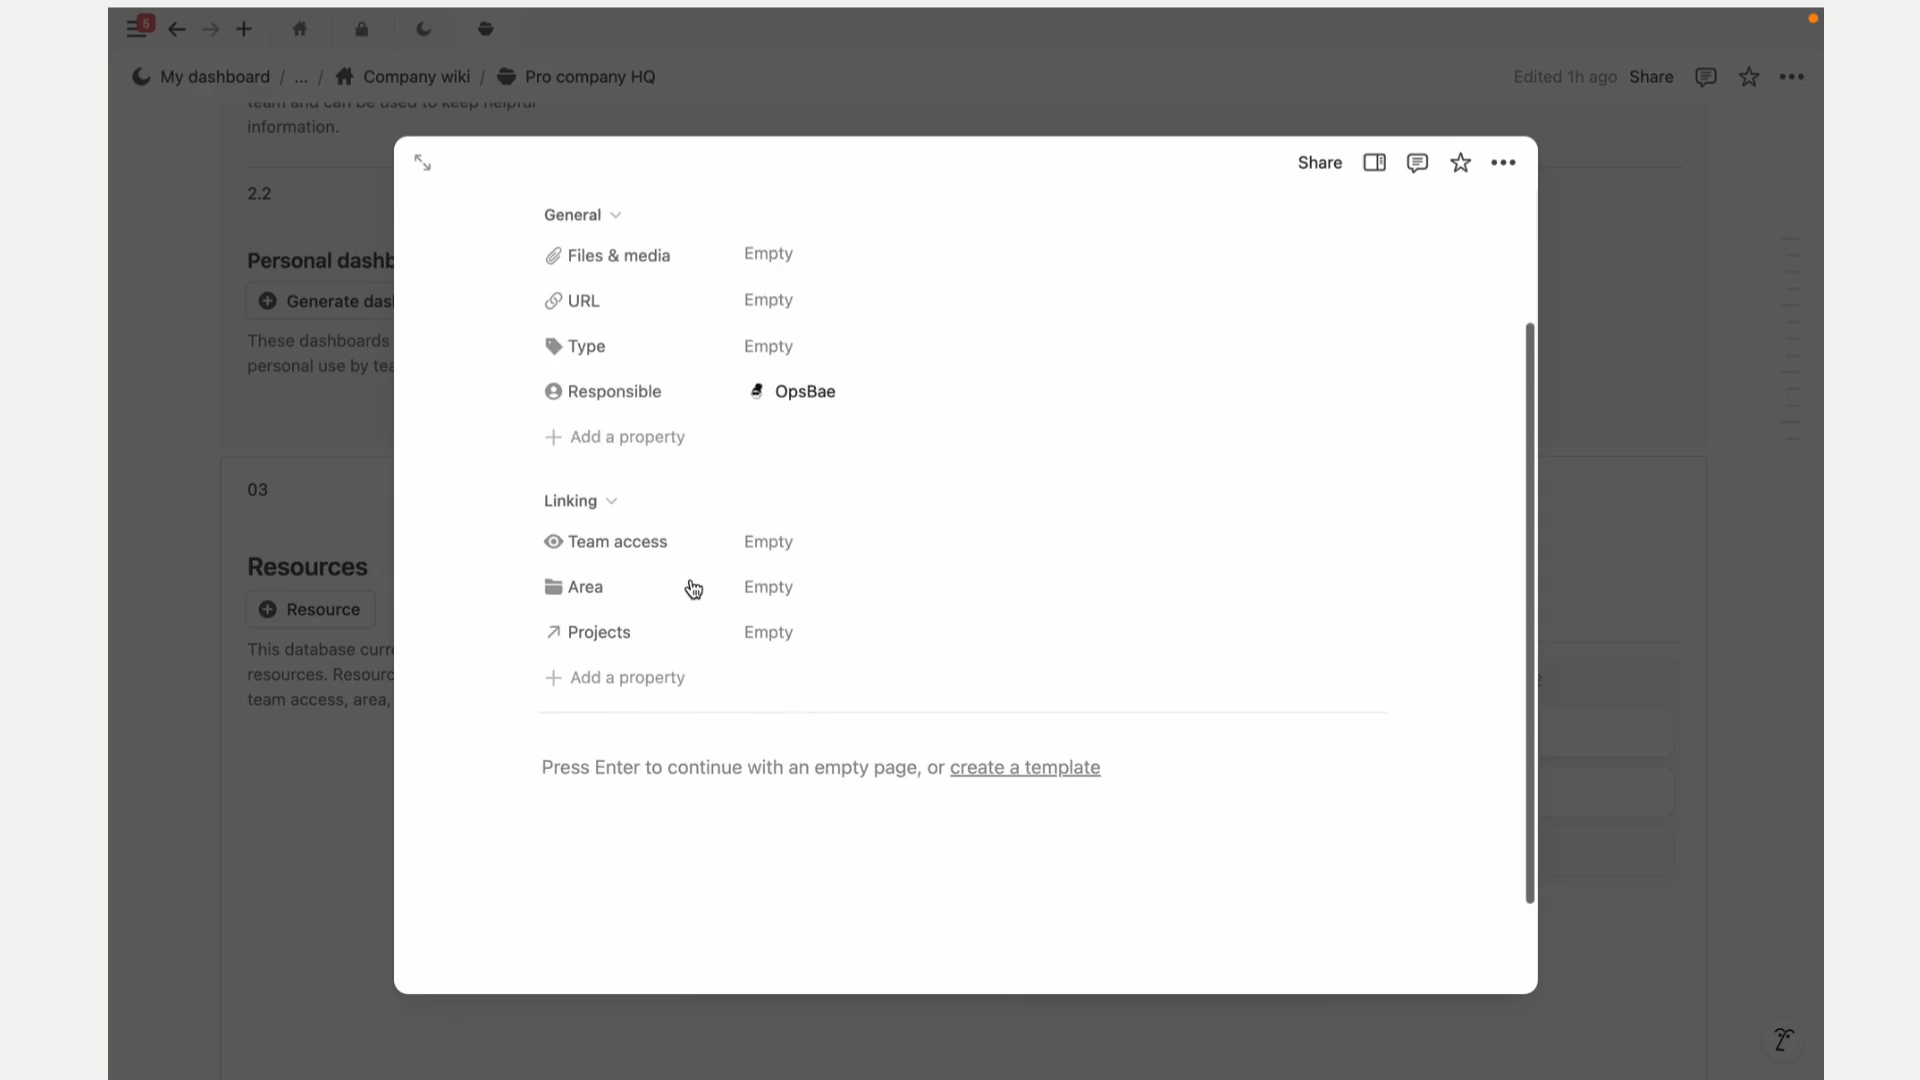 5
My dashboard / ... / Company wiki / Pro company HQ
Edited 1h ago Share
team and can be used to keep helpful
information.
2.2
Personal dashb
Generate das
These dashboards
personal use by tea
03
Resources
Resource
This database curr
resources. Resourc
team access, area,
Share
General
Files & media Empty
URL Empty
Type Empty
Responsible OpsBae
Add a property
Linking
Team access Empty
Area Empty
Projects Empty
Add a property
Press Enter to continue with an empty page, or create a template